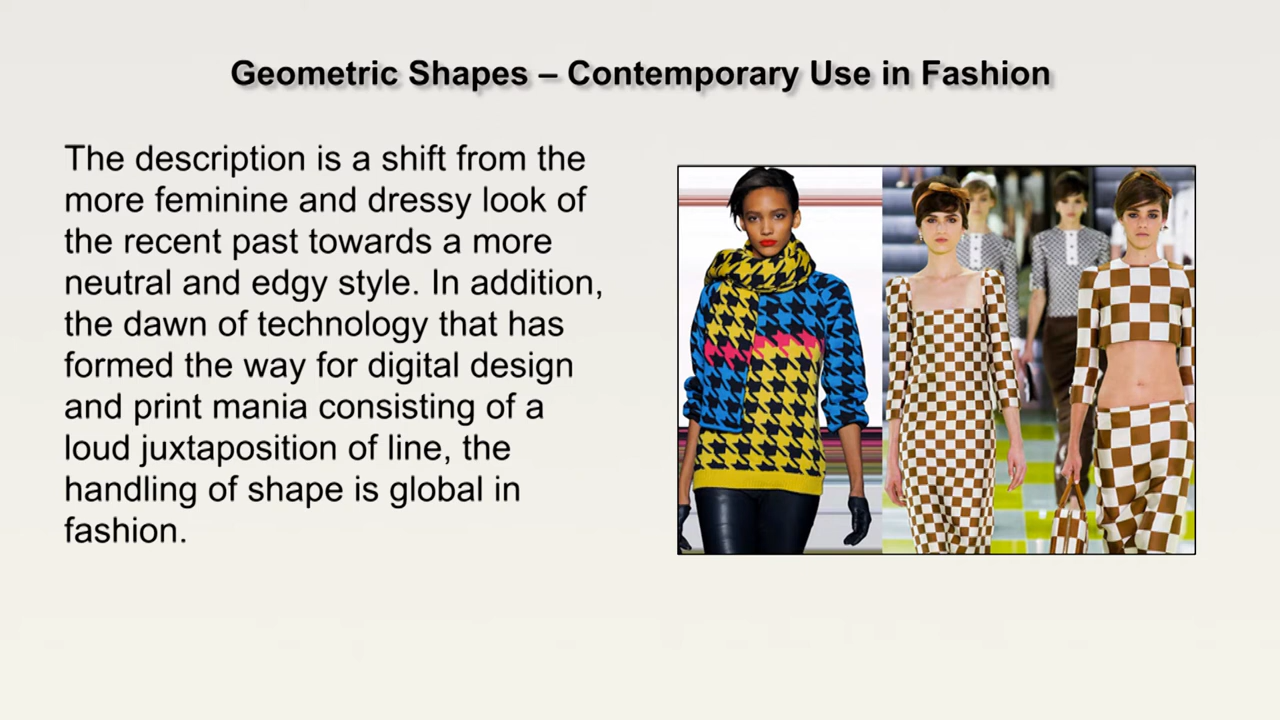 Geometric Shapes – Contemporary Use in Fashion
The description is a shift from the
more feminine and dressy look of
the recent past towards a more
neutral and edgy style. In addition,
the dawn of technology that has
formed the way for digital design
and print mania consisting of a
loud juxtaposition of line, the
handling of shape is global in
fashion.